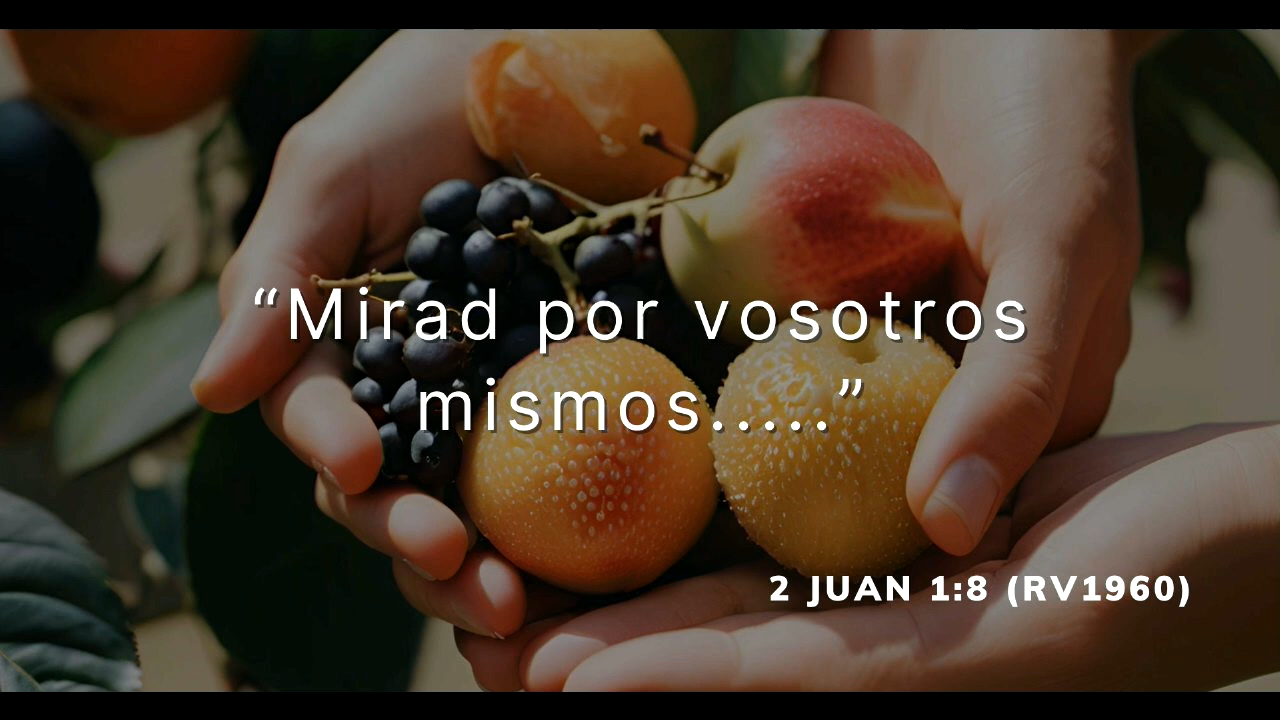 “Mirad por vosotros
mismos.....”
2 JUAN 1:8 (RV1960)